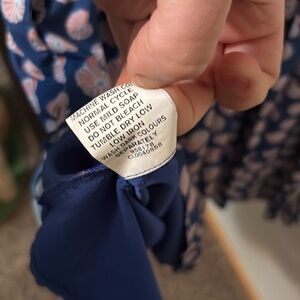 MACHINE WASH COLD
NORMAL CYCLE
USE MILD SOAP
DO NOT BLEACH
TUMBLE DRY LOW
LOW IRON
WASH DARK COLOURS
SEPARATELY